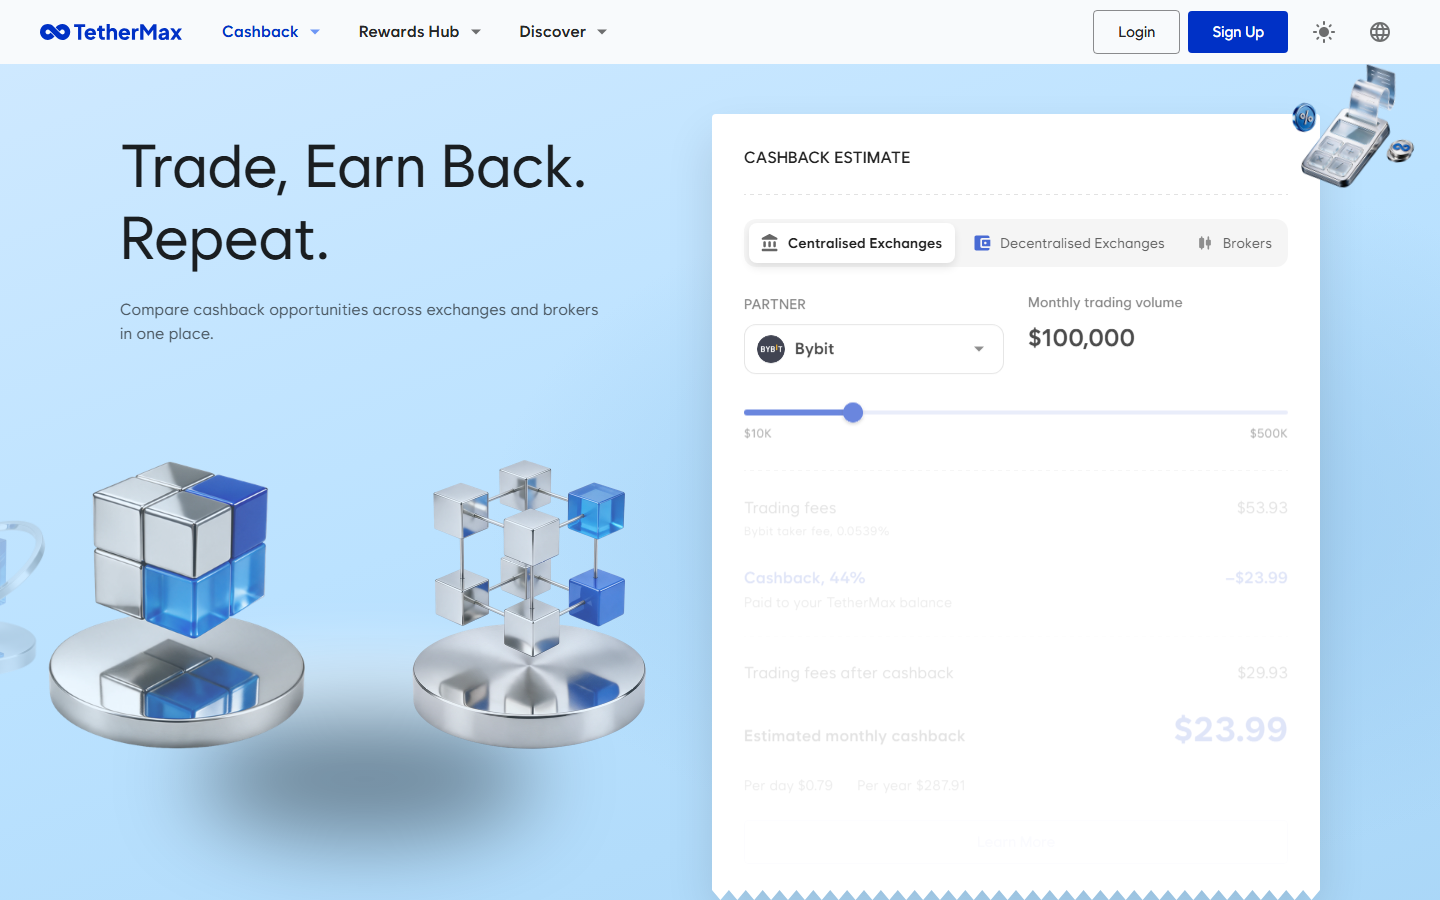 TetherMax
Cashback
Rewards Hub
Discover
Login
Sign Up
Trade, Earn Back.
Repeat.
Compare cashback opportunities across exchanges and brokers
in one place.
CASHBACK ESTIMATE
Centralised Exchanges
Decentralised Exchanges
Brokers
PARTNER
Monthly trading volume
BYBIT
Bybit
$100,000
$10K
$500K
Trading fees
$53.93
Bybit taker fee, 0.0539%
Cashback, 44%
−$23.99
Paid to your TetherMax balance
Trading fees after cashback
$29.93
Estimated monthly cashback
$23.99
Per day $0.79
Per year $287.91
Learn More
%